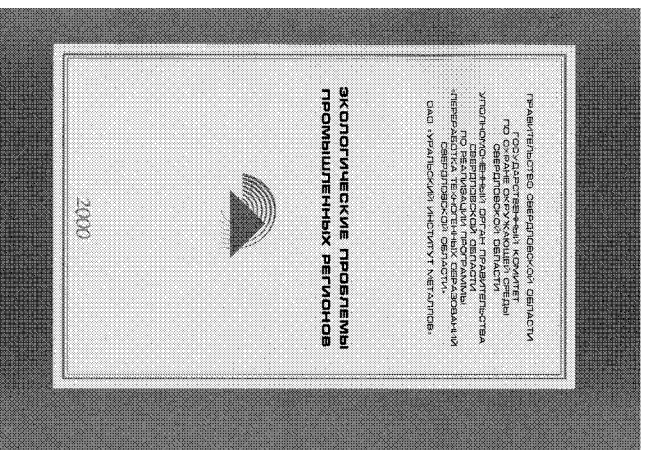 ПРАВИТЕЛЬСТВО СВЕРДЛОВСКОЙ ОБЛАСТИ
ГОСУДАРСТВЕННЫЙ КОМИТЕТ
ПО ОХРАНЕ ОКРУЖАЮЩЕЙ СРЕДЫ
СВЕРДЛОВСКОЙ ОБЛАСТИ
УПОЛНОМОЧЕННЫЙ ОРГАН ПРАВИТЕЛЬСТВА
СВЕРДЛОВСКОЙ ОБЛАСТИ
ПО РЕАЛИЗАЦИИ ПРОГРАММЫ
«ПЕРЕРАБОТКА ТЕХНОГЕННЫХ ОБРАЗОВАНИЙ
СВЕРДЛОВСКОЙ ОБЛАСТИ»
ОАО «УРАЛЬСКИЙ ИНСТИТУТ МЕТАЛЛОВ»
ЭКОЛОГИЧЕСКИЕ ПРОБЛЕМЫ
ПРОМЫШЛЕННЫХ РЕГИОНОВ
2000